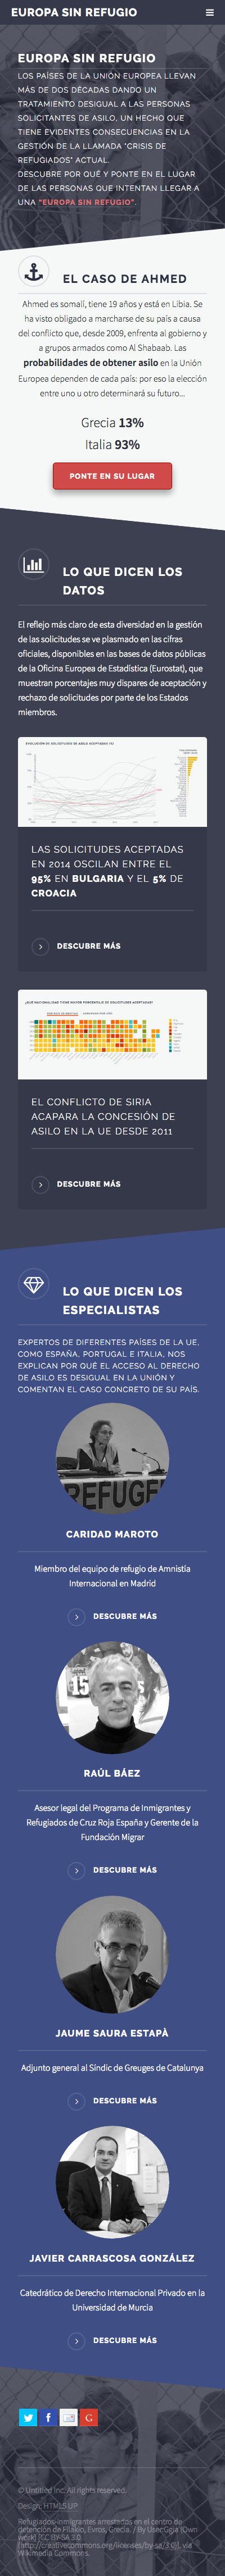 EUROPA SIN REFUGIO
EUROPA SIN REFUGIO
LOS PAÍSES DE LA UNIÓN EUROPEA LLEVAN
MÁS DE DOS DÉCADAS DANDO UN
TRATAMIENTO DESIGUAL A LAS PERSONAS
SOLICITANTES DE ASILO, UN HECHO QUE
TIENE EVIDENTES CONSECUENCIAS EN LA
GESTIÓN DE LA LLAMADA "CRISIS DE
REFUGIADOS" ACTUAL.
DESCUBRE POR QUÉ Y PONTE EN EL LUGAR
DE LAS PERSONAS QUE INTENTAN LLEGAR A
UNA "EUROPA SIN REFUGIO".
EL CASO DE AHMED
Ahmed es somalí, tiene 19 años y está en Libia. Se
ha visto obligado a marcharse de su país a causa
del conflicto que, desde 2009, enfrenta al gobierno y
a grupos armados como Al Shabaab. Las
probabilidades de obtener asilo en la Unión
Europea dependen de cada país: por eso la elección
entre uno u otro determinará su futuro...
Grecia 13%
Italia 93%
PONTE EN SU LUGAR
LO QUE DICEN LOS
DATOS
El reflejo más claro de esta diversidad en la gestión
de las solicitudes se ve plasmado en las cifras
oficiales, disponibles en las bases de datos públicas
de la Oficina Europea de Estadística (Eurostat), que
muestran porcentajes muy dispares de aceptación y
rechazo de solicitudes por parte de los Estados
miembros.
EVOLUCIÓN DE SOLICITUDES DE ASILO ACEPTADAS (%)
LAS SOLICITUDES ACEPTADAS
EN 2014 OSCILAN ENTRE EL
95% EN BULGARIA Y EL 5% DE
CROACIA
DESCUBRE MÁS
¿QUÉ NACIONALIDAD TIENE MAYOR PORCENTAJE DE SOLICITUDES ACEPTADAS?
EL CONFLICTO DE SIRIA
ACAPARA LA CONCESIÓN DE
ASILO EN LA UE DESDE 2011
DESCUBRE MÁS
LO QUE DICEN LOS
ESPECIALISTAS
EXPERTOS DE DIFERENTES PAÍSES DE LA UE,
COMO ESPAÑA, PORTUGAL E ITALIA, NOS
EXPLICAN POR QUÉ EL ACCESO AL DERECHO
DE ASILO ES DESIGUAL EN LA UNIÓN Y
COMENTAN EL CASO CONCRETO DE SU PAÍS.
REFUGE
CARIDAD MAROTO
Miembro del equipo de refugio de Amnistía
Internacional en Madrid
DESCUBRE MÁS
15
RAÚL BÁEZ
Asesor legal del Programa de Inmigrantes y
Refugiados de Cruz Roja España y Gerente de la
Fundación Migrar
DESCUBRE MÁS
JAUME SAURA ESTAPÀ
Adjunto general al Síndic de Greuges de Catalunya
DESCUBRE MÁS
JAVIER CARRASCOSA GONZÁLEZ
Catedrático de Derecho Internacional Privado en la
Universidad de Murcia
DESCUBRE MÁS
f
G
© Untitled Inc. All rights reserved.
Design: HTML5 UP
Refugiados-inmigrantes arrestados en el centro de
detención de Fllakio, Evros, Grecia. / By User:Ggia (Own
work) [CC BY-SA 3.0
(http://creativecommons.org/licenses/by-sa/3.0)], via
Wikimedia Commons.